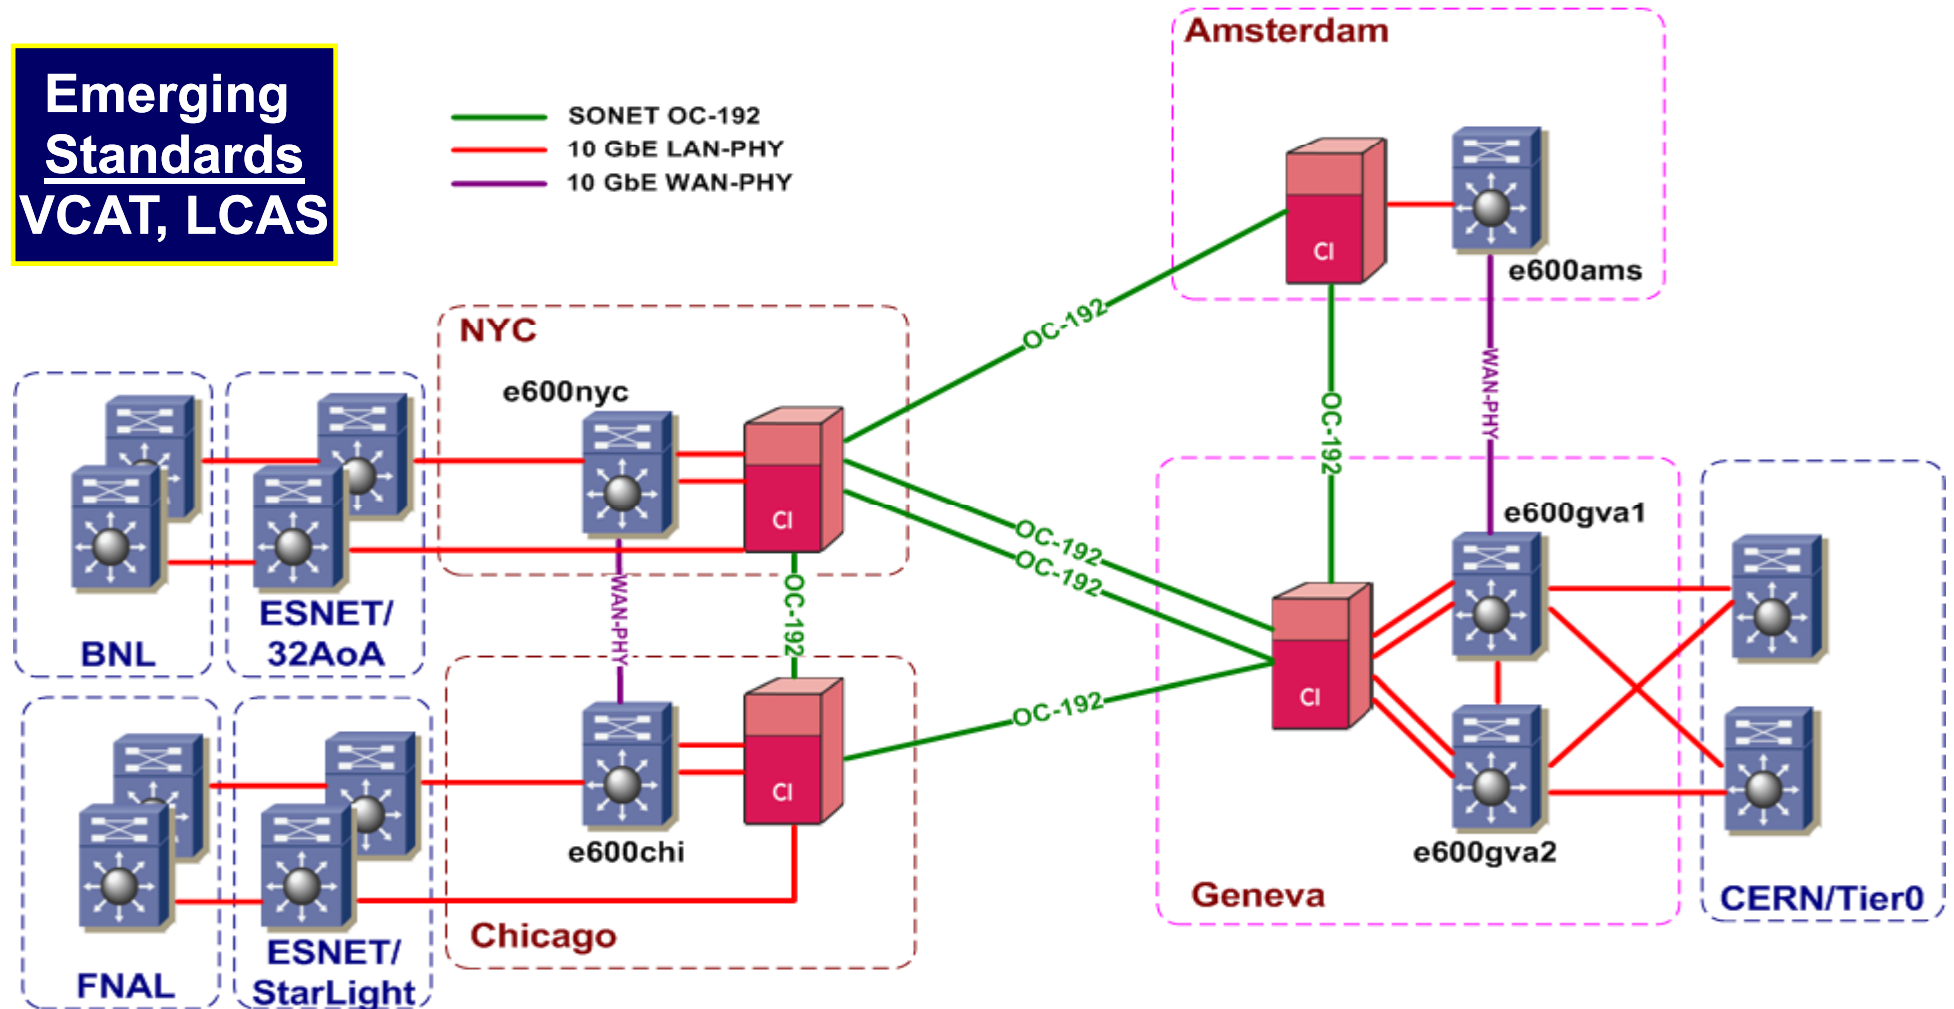 Emerging
Standards
VCAT, LCAS
SONET OC-192
10 GbE LAN-PHY
10 GbE WAN-PHY
Amsterdam
CI
e600ams
OC-192
OC-192
WAN-PHY
NYC
e600nyc
CI
BNL
ESNET/
32AoA
WAN-PHY
OC-192
OC-192
OC-192
OC-192
Chicago
e600chi
CI
FNAL
ESNET/
StarLight
Geneva
CI
e600gva1
e600gva2
CERN/Tier0